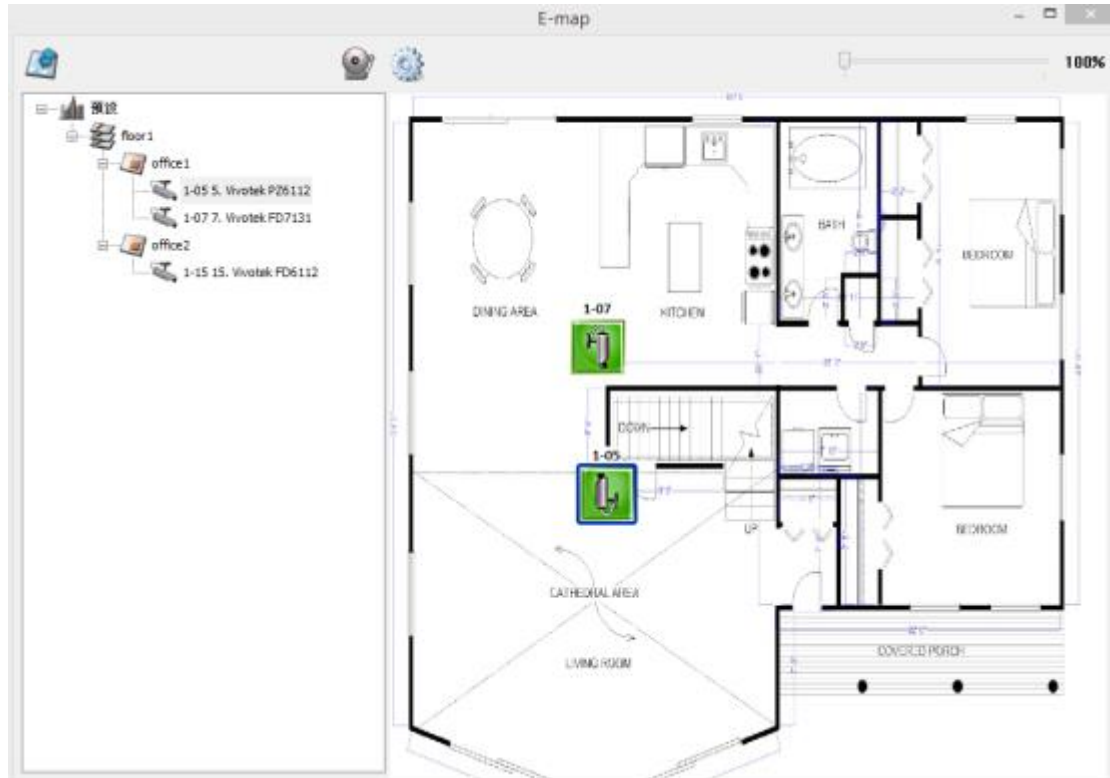 E-map
100%
預設
floor1
office1
1-05 5. Vivotek PZ6112
1-07 7. Vivotek FD7131
office2
1-15 15. Vivotek FD6112
BATH
BEDROOM
DINING AREA
1-07
KITCHEN
DOWN
1-05
UP
BEDROOM
CATHEDRAL AREA
LIVING ROOM
COVERED PORCH